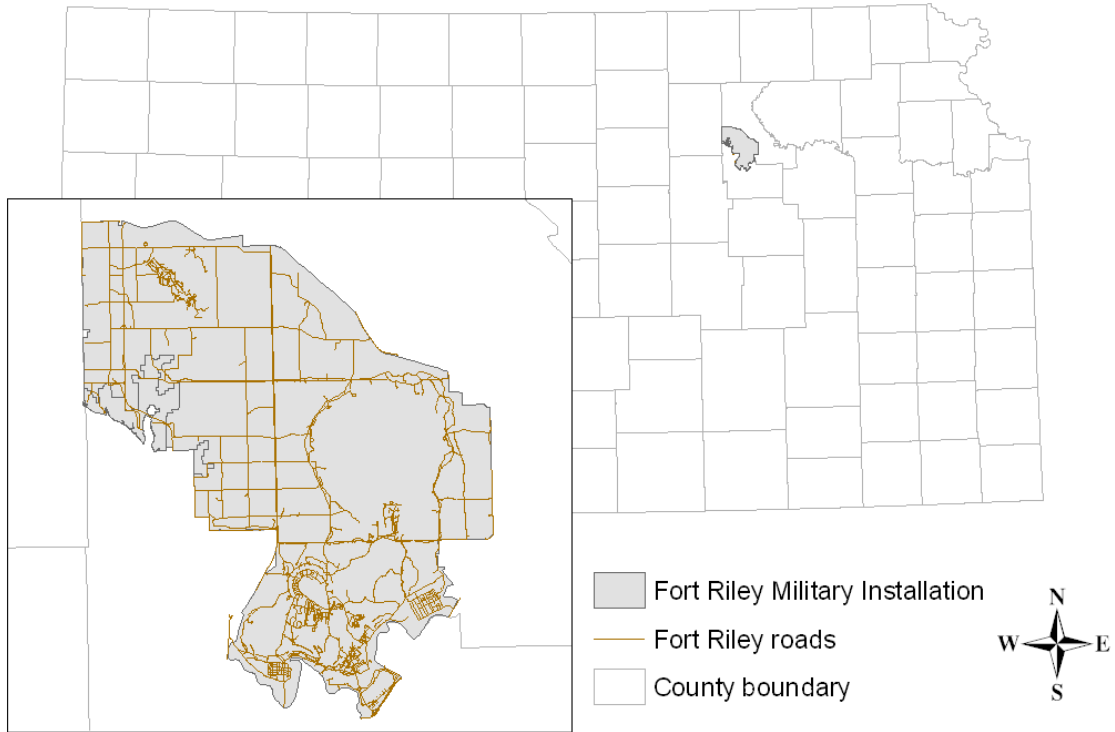 Fort Riley Military Installation
Fort Riley roads
County boundary
N
W E
S